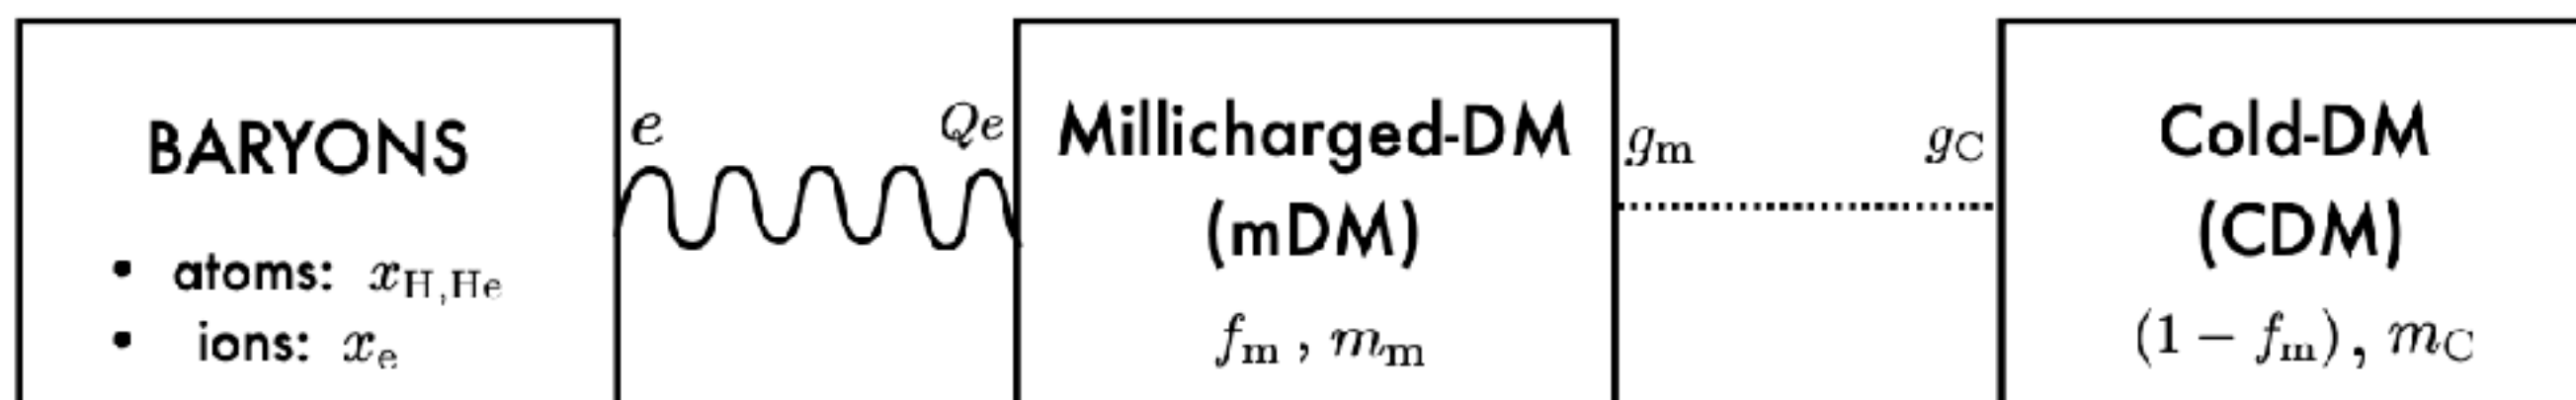 BARYONS
• atoms: x_H,He
• ions: x_e
e
Qe
Millicharged-DM
(mDM)
f_m , m_m
g_m
g_C
Cold-DM
(CDM)
(1 − f_m), m_C